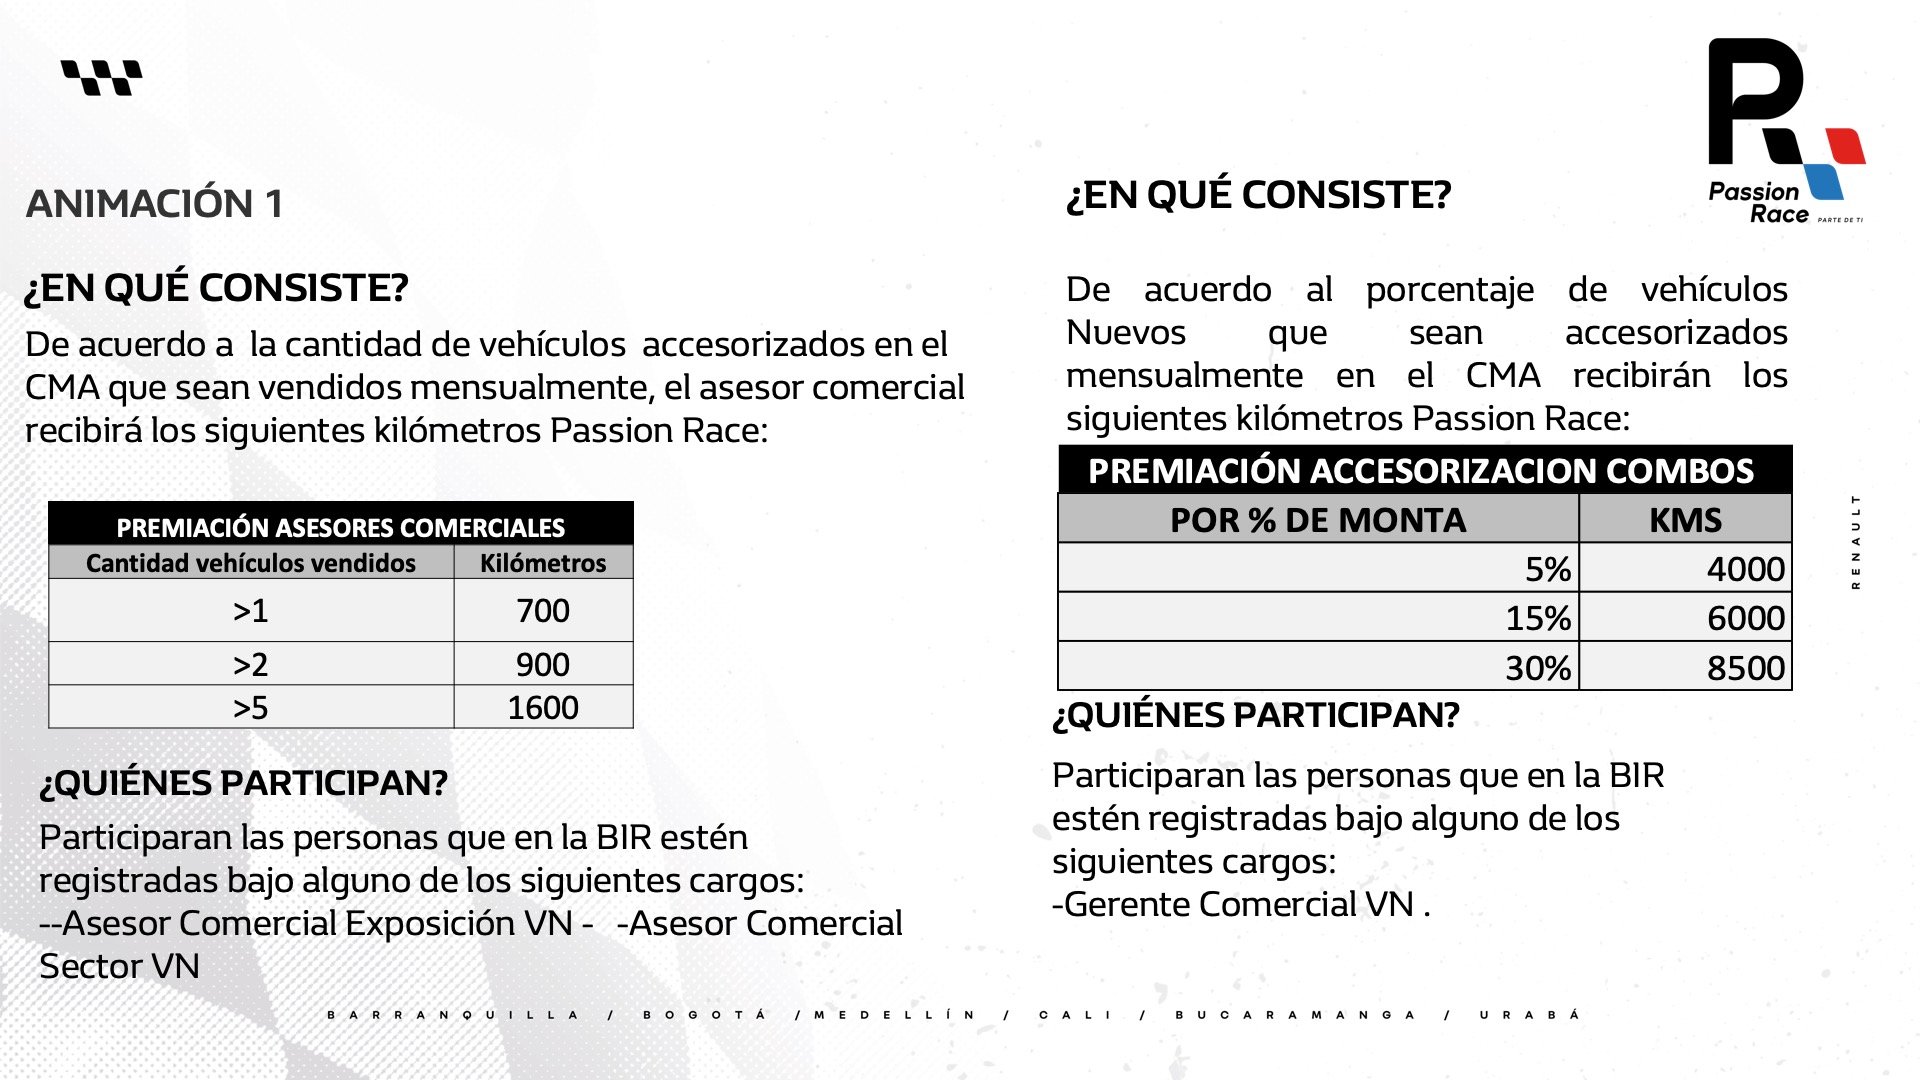 ANIMACIÓN 1
¿EN QUÉ CONSISTE?
De acuerdo a  la cantidad de vehículos  accesorizados en el
CMA que sean vendidos mensualmente, el asesor comercial
recibirá los siguientes kilómetros Passion Race:
PREMIACIÓN ASESORES COMERCIALES
Cantidad vehículos vendidos Kilómetros
>1 700
>2 900
>5 1600
¿QUIÉNES PARTICIPAN?
Participaran las personas que en la BIR estén
registradas bajo alguno de los siguientes cargos:
--Asesor Comercial Exposición VN -   -Asesor Comercial
Sector VN
¿EN QUÉ CONSISTE?
De acuerdo al porcentaje de vehículos
Nuevos que sean accesorizados
mensualmente en el CMA recibirán los
siguientes kilómetros Passion Race:
PREMIACIÓN ACCESORIZACION COMBOS
POR % DE MONTA KMS
5% 4000
15% 6000
30% 8500
¿QUIÉNES PARTICIPAN?
Participaran las personas que en la BIR
estén registradas bajo alguno de los
siguientes cargos:
-Gerente Comercial VN .
Passion
Race PARTE DE TI
RENAULT
BARRANQUILLA / BOGOTÁ /MEDELLÍN / CALI / BUCARAMANGA / URABÁ